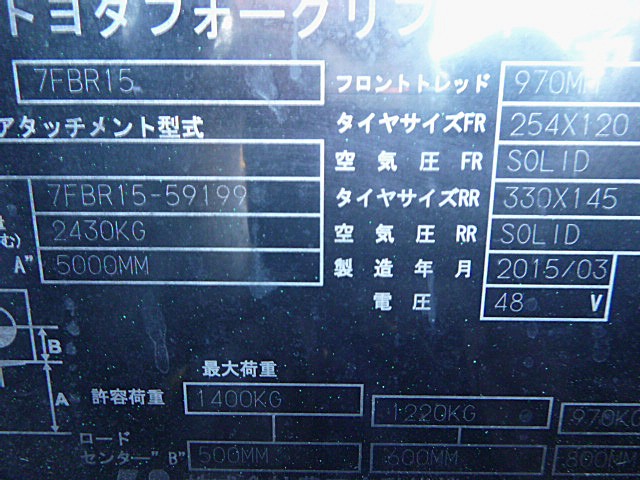 トヨタフォークリフ
7FBR15 フロントトレッド 970MM
アタッチメント型式 タイヤサイズFR 254X120
空気圧 FR SOLID
7FBR15-59199 タイヤサイズRR 330X145
2430KG 空気圧 RR SOLID
む)
A" 5000MM 製造年月 2015/03
電圧 48 V
B
最大荷重
A 許容荷重 1400KG 1220KG 970KG
ロード
センター"B" 500MM 600MM 800MM